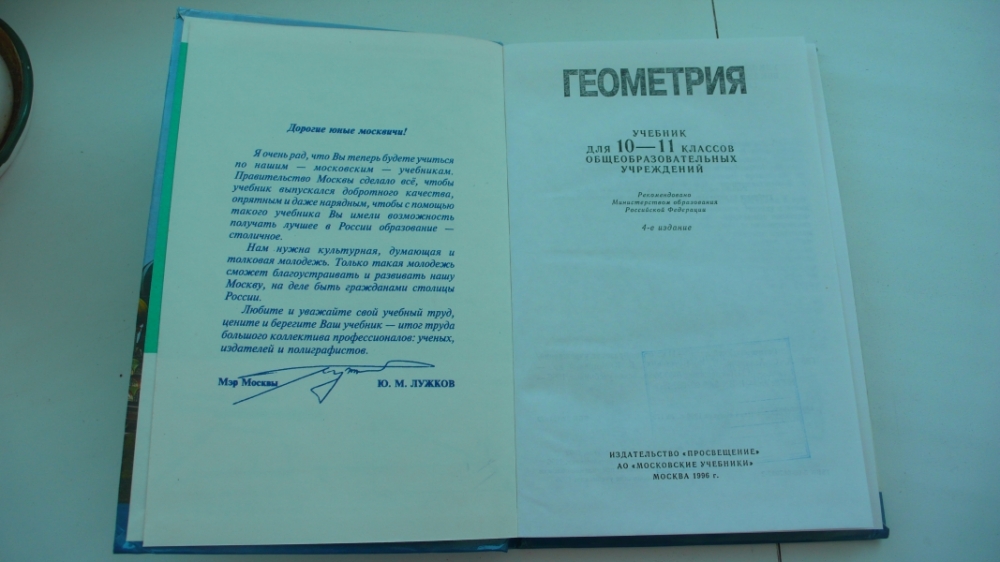 Дорогие юные москвичи!
Я очень рад, что Вы теперь будете учиться
по нашим — московским — учебникам.
Правительство Москвы сделало всё, чтобы
учебник выпускался добротного качества,
опрятным и даже нарядным, чтобы с помощью
такого учебника Вы имели возможность
получать лучшее в России образование —
столичное.
Нам нужна культурная, думающая и
толковая молодежь. Только такая молодежь
сможет благоустраивать и развивать нашу
Москву, на деле быть гражданами столицы
России.
Любите и уважайте свой учебный труд,
цените и берегите Ваш учебник — итог труда
большого коллектива профессионалов: ученых,
издателей и полиграфистов.
Мэр Москвы Ю. М. ЛУЖКОВ
ГЕОМЕТРИЯ
УЧЕБНИК
ДЛЯ 10—11 КЛАССОВ
ОБЩЕОБРАЗОВАТЕЛЬНЫХ
УЧРЕЖДЕНИЙ
Рекомендовано
Министерством образования
Российской Федерации
4-е издание
ИЗДАТЕЛЬСТВО «ПРОСВЕЩЕНИЕ»
АО «МОСКОВСКИЕ УЧЕБНИКИ»
МОСКВА 1996 г.